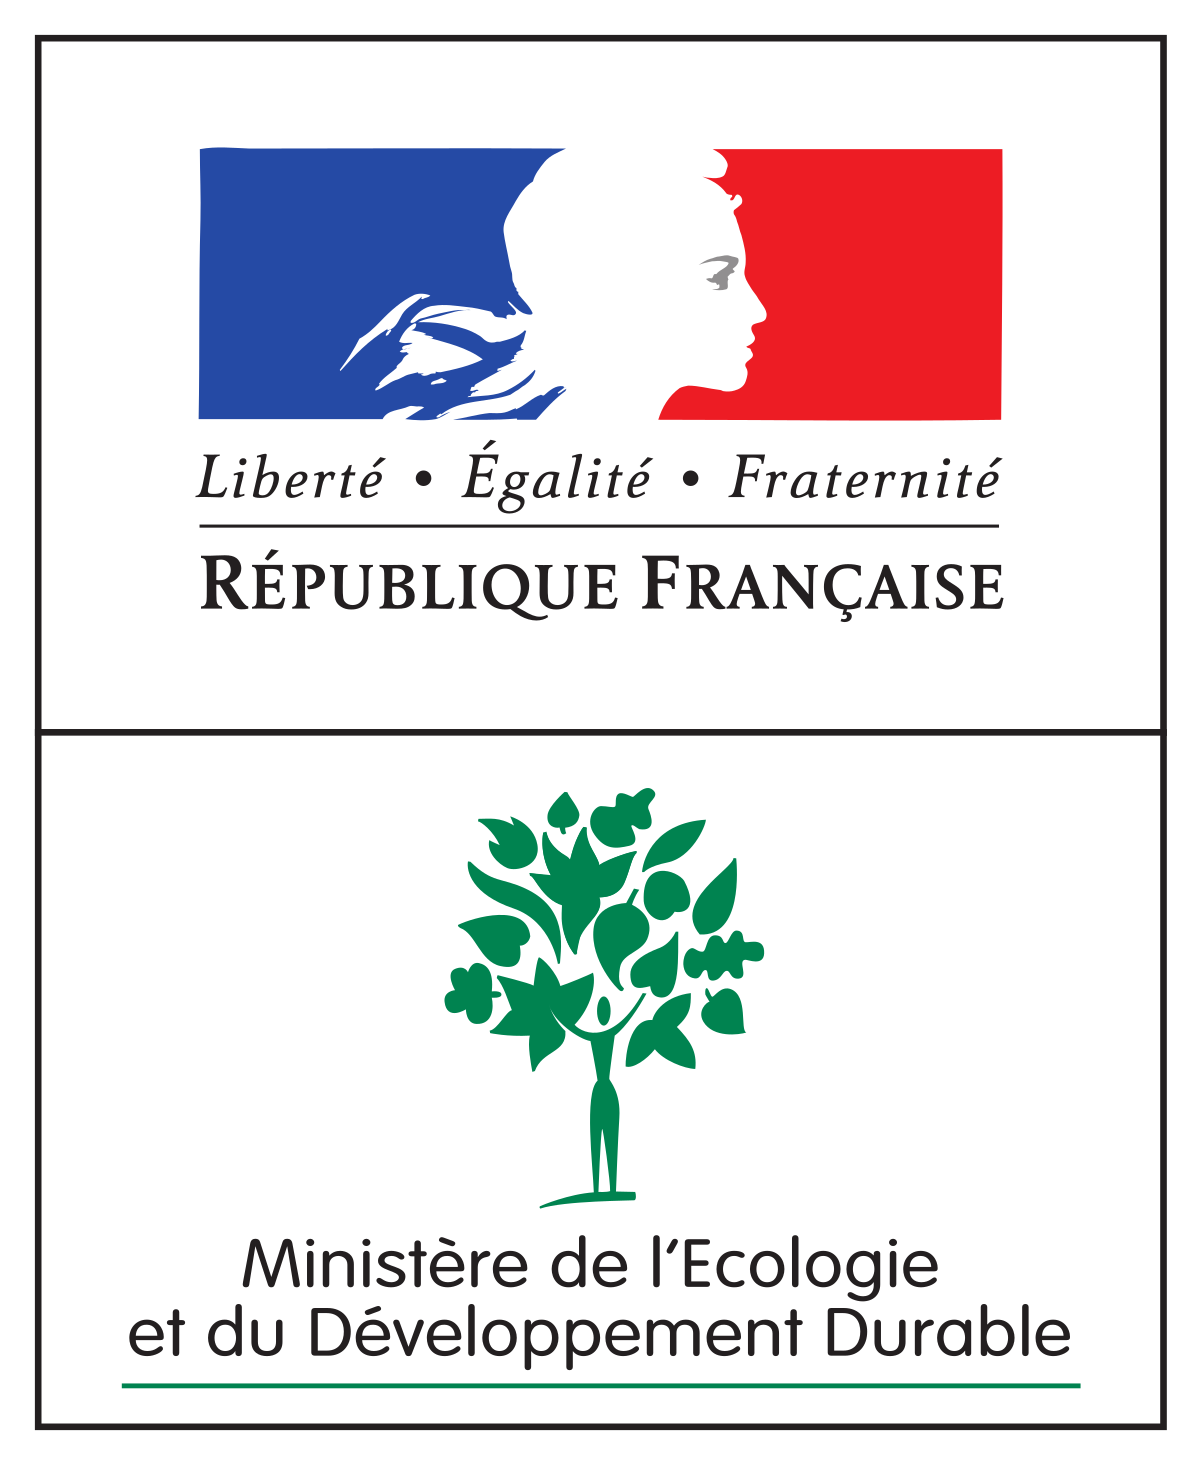 Liberté • Égalité • Fraternité
RÉPUBLIQUE FRANÇAISE
Ministère de l'Ecologie
et du Développement Durable